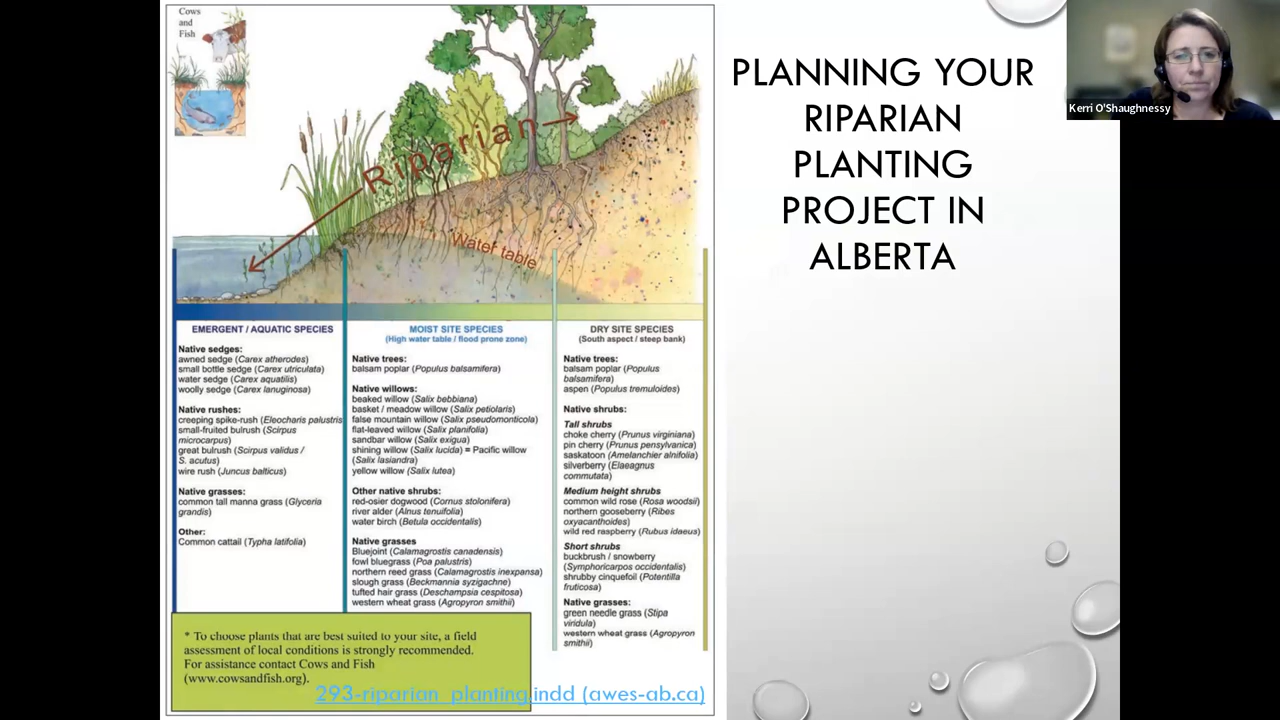 Cows
and
Fish
Riparian
Water table
EMERGENT / AQUATIC SPECIES
Native sedges:
awned sedge (Carex atherodes)
small bottle sedge (Carex utriculata)
water sedge (Carex aquatilis)
woolly sedge (Carex lanuginosa)
Native rushes:
creeping spike-rush (Eleocharis palustris
small-fruited bulrush (Scirpus
microcarpus)
great bulrush (Scirpus validus /
S. acutus)
wire rush (Juncus balticus)
Native grasses:
common tall manna grass (Glyceria
grandis)
Other:
Common cattail (Typha latifolia)
MOIST SITE SPECIES
(High water table / flood prone zone)
Native trees:
balsam poplar (Populus balsamifera)
Native willows:
beaked willow (Salix bebbiana)
basket / meadow willow (Salix petiolaris)
false mountain willow (Salix pseudomonticola)
flat-leaved willow (Salix planifolia)
sandbar willow (Salix exigua)
shining willow (Salix lucida) = Pacific willow
(Salix lasiandra)
yellow willow (Salix lutea)
Other native shrubs:
red-osier dogwood (Cornus stolonifera)
river alder (Alnus tenuifolia)
water birch (Betula occidentalis)
Native grasses
Bluejoint (Calamagrostis canadensis)
fowl bluegrass (Poa palustris)
northern reed grass (Calamagrostis inexpansa)
slough grass (Beckmannia syzigachne)
tufted hair grass (Deschampsia cespitosa)
western wheat grass (Agropyron smithii)
DRY SITE SPECIES
(South aspect / steep bank)
Native trees:
balsam poplar (Populus
balsamifera)
aspen (Populus tremuloides)
Native shrubs:
Tall shrubs
choke cherry (Prunus virginiana)
pin cherry (Prunus pensylvanica)
saskatoon (Amelanchier alnifolia)
silverberry (Elaeagnus
commutata)
Medium height shrubs
common wild rose (Rosa woodsii)
northern gooseberry (Ribes
oxyacanthoides)
wild red raspberry (Rubus idaeus)
Short shrubs
buckbrush / snowberry
(Symphoricarpos occidentalis)
shrubby cinquefoil (Potentilla
fruticosa)
Native grasses:
green needle grass (Stipa
viridula)
western wheat grass (Agropyron
smithii)
* To choose plants that are best suited to your site, a field
assessment of local conditions is strongly recommended.
For assistance contact Cows and Fish
(www.cowsandfish.org).
293-riparian_planting.indd (awes-ab.ca)
PLANNING YOUR
RIPARIAN
PLANTING
PROJECT IN
ALBERTA
Kerri O'Shaughnessy